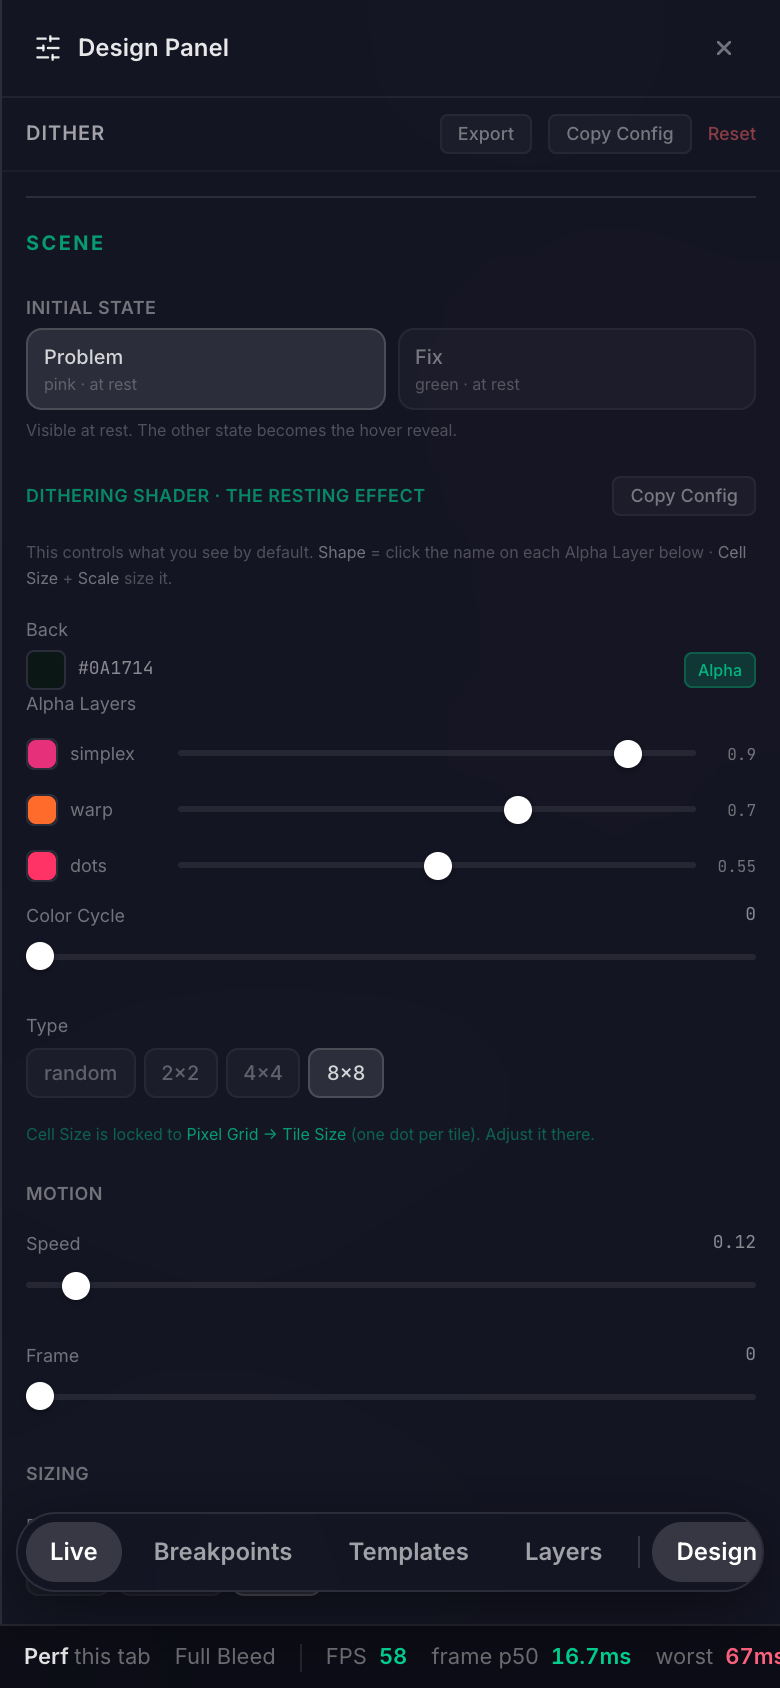 Design Panel
DITHER Export Copy Config Reset
SCENE
INITIAL STATE
Problem Fix
pink · at rest green · at rest
Visible at rest. The other state becomes the hover reveal.
DITHERING SHADER · THE RESTING EFFECT Copy Config
This controls what you see by default. Shape = click the name on each Alpha Layer below · Cell
Size + Scale size it.
Back
#0A1714 Alpha
Alpha Layers
simplex 0.9
warp 0.7
dots 0.55
Color Cycle 0
Type
random 2×2 4×4 8×8
Cell Size is locked to Pixel Grid → Tile Size (one dot per tile). Adjust it there.
MOTION
Speed 0.12
Frame 0
SIZING
Live Breakpoints Templates Layers Design
Perf this tab Full Bleed FPS 58 frame p50 16.7ms worst 67ms